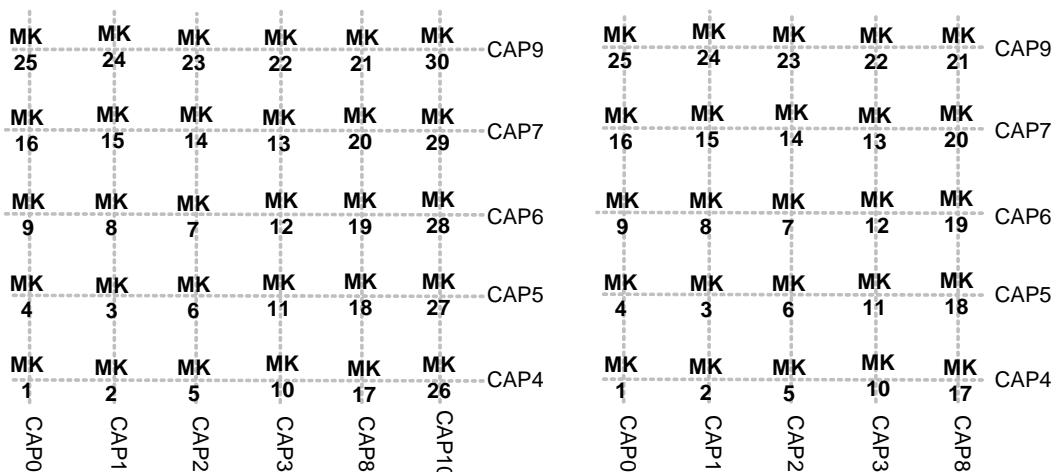 MK MK MK MK MK MK
25 24 23 22 21 30 CAP9
MK MK MK MK MK MK
16 15 14 13 20 29 CAP7
MK MK MK MK MK MK
9 8 7 12 19 28 CAP6
MK MK MK MK MK MK
4 3 6 11 18 27 CAP5
MK MK MK MK MK MK
1 2 5 10 17 26 CAP4
CAP0 CAP1 CAP2 CAP3 CAP8 CAP10
MK MK MK MK MK
25 24 23 22 21 CAP9
MK MK MK MK MK
16 15 14 13 20 CAP7
MK MK MK MK MK
9 8 7 12 19 CAP6
MK MK MK MK MK
4 3 6 11 18 CAP5
MK MK MK MK MK
1 2 5 10 17 CAP4
CAP0 CAP1 CAP2 CAP3 CAP8